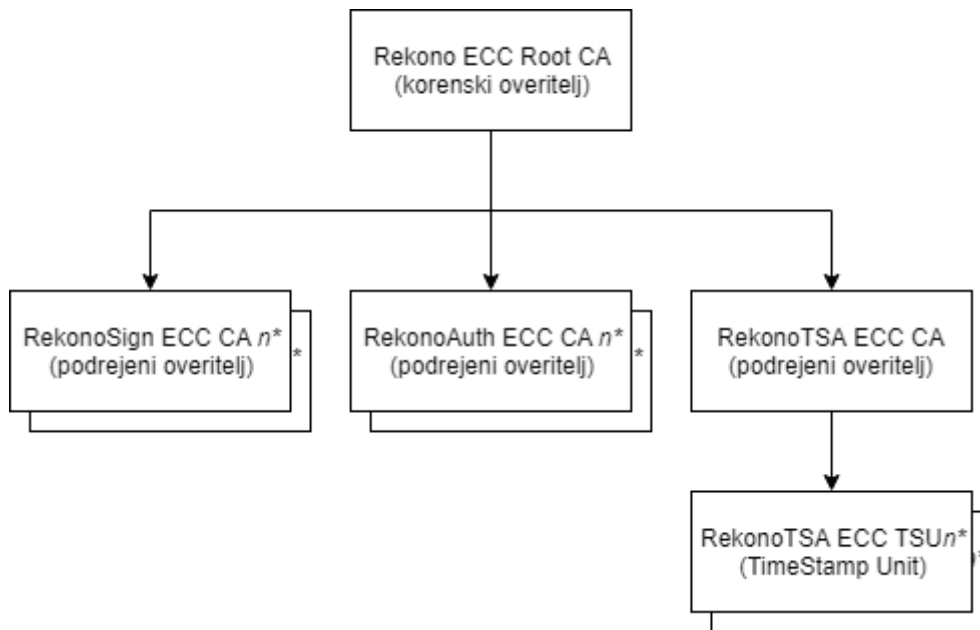 Rekono ECC Root CA
(korenski overitelj)
RekonoSign ECC CA n*
(podrejeni overitelj)
*
RekonoAuth ECC CA n*
(podrejeni overitelj)
*
RekonoTSA ECC CA
(podrejeni overitelj)
RekonoTSA ECC TSUn*
(TimeStamp Unit)